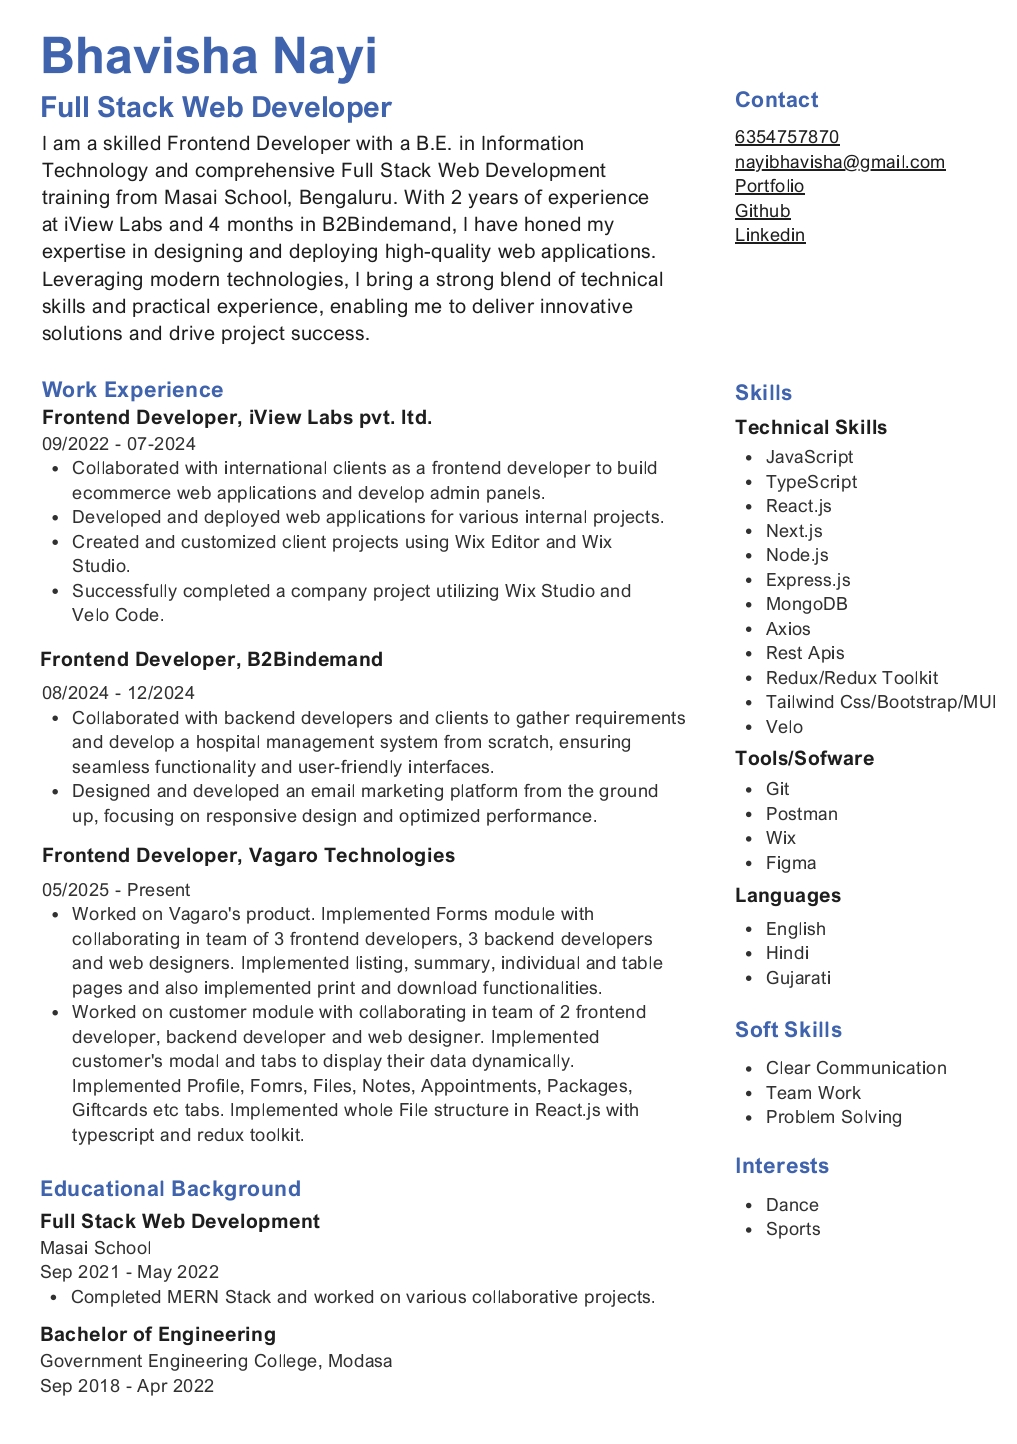 Bhavisha Nayi
Full Stack Web Developer
I am a skilled Frontend Developer with a B.E. in Information
Technology and comprehensive Full Stack Web Development
training from Masai School, Bengaluru. With 2 years of experience
at iView Labs and 4 months in B2Bindemand, I have honed my
expertise in designing and deploying high-quality web applications.
Leveraging modern technologies, I bring a strong blend of technical
skills and practical experience, enabling me to deliver innovative
solutions and drive project success.
Work Experience
Frontend Developer, iView Labs pvt. ltd.
09/2022 - 07-2024
• Collaborated with international clients as a frontend developer to build
ecommerce web applications and develop admin panels.
• Developed and deployed web applications for various internal projects.
• Created and customized client projects using Wix Editor and Wix
Studio.
• Successfully completed a company project utilizing Wix Studio and
Velo Code.
Frontend Developer, B2Bindemand
08/2024 - 12/2024
• Collaborated with backend developers and clients to gather requirements
and develop a hospital management system from scratch, ensuring
seamless functionality and user-friendly interfaces.
• Designed and developed an email marketing platform from the ground
up, focusing on responsive design and optimized performance.
Frontend Developer, Vagaro Technologies
05/2025 - Present
• Worked on Vagaro's product. Implemented Forms module with
collaborating in team of 3 frontend developers, 3 backend developers
and web designers. Implemented listing, summary, individual and table
pages and also implemented print and download functionalities.
• Worked on customer module with collaborating in team of 2 frontend
developer, backend developer and web designer. Implemented
customer's modal and tabs to display their data dynamically.
Implemented Profile, Fomrs, Files, Notes, Appointments, Packages,
Giftcards etc tabs. Implemented whole File structure in React.js with
typescript and redux toolkit.
Educational Background
Full Stack Web Development
Masai School
Sep 2021 - May 2022
• Completed MERN Stack and worked on various collaborative projects.
Bachelor of Engineering
Government Engineering College, Modasa
Sep 2018 - Apr 2022
Contact
6354757870
nayibhavisha@gmail.com
Portfolio
Github
Linkedin
Skills
Technical Skills
• JavaScript
• TypeScript
• React.js
• Next.js
• Node.js
• Express.js
• MongoDB
• Axios
• Rest Apis
• Redux/Redux Toolkit
• Tailwind Css/Bootstrap/MUI
• Velo
Tools/Sofware
• Git
• Postman
• Wix
• Figma
Languages
• English
• Hindi
• Gujarati
Soft Skills
• Clear Communication
• Team Work
• Problem Solving
Interests
• Dance
• Sports